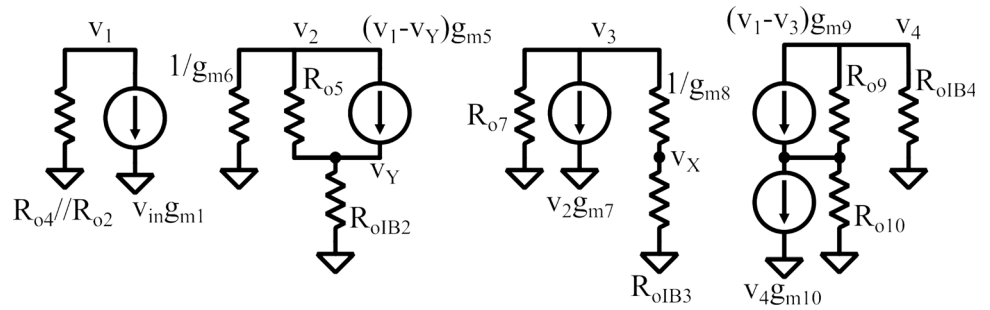 v1
v2
(v1-vY)gm5
v3
(v1-v3)gm9
v4
1/gm6
Ro5
Ro7
1/gm8
Ro9
RoIB4
vY
vX
Ro4//Ro2
vingm1
RoIB2
v2gm7
Ro10
RoIB3
v4gm10